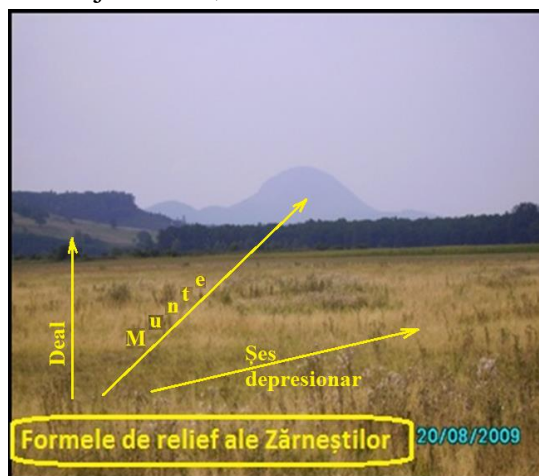 Deal
Munte
Șes
depresionar
Formele de relief ale Zărneștilor
20/08/2009